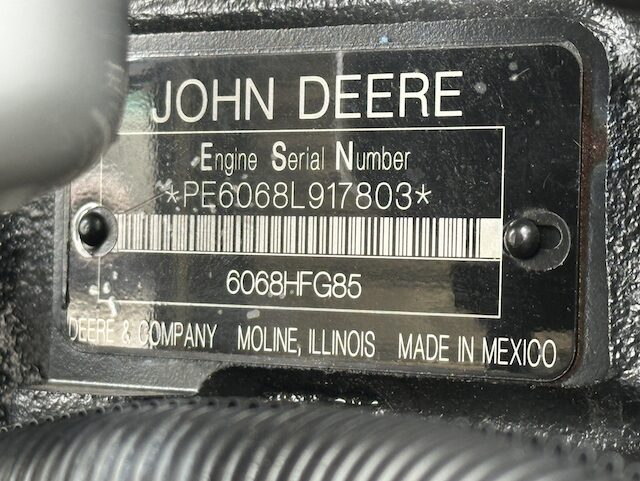 JOHN DEERE
Engine Serial Number
*PE6068L917803*
6068HFG85
DEERE & COMPANY MOLINE, ILLINOIS MADE IN MEXICO